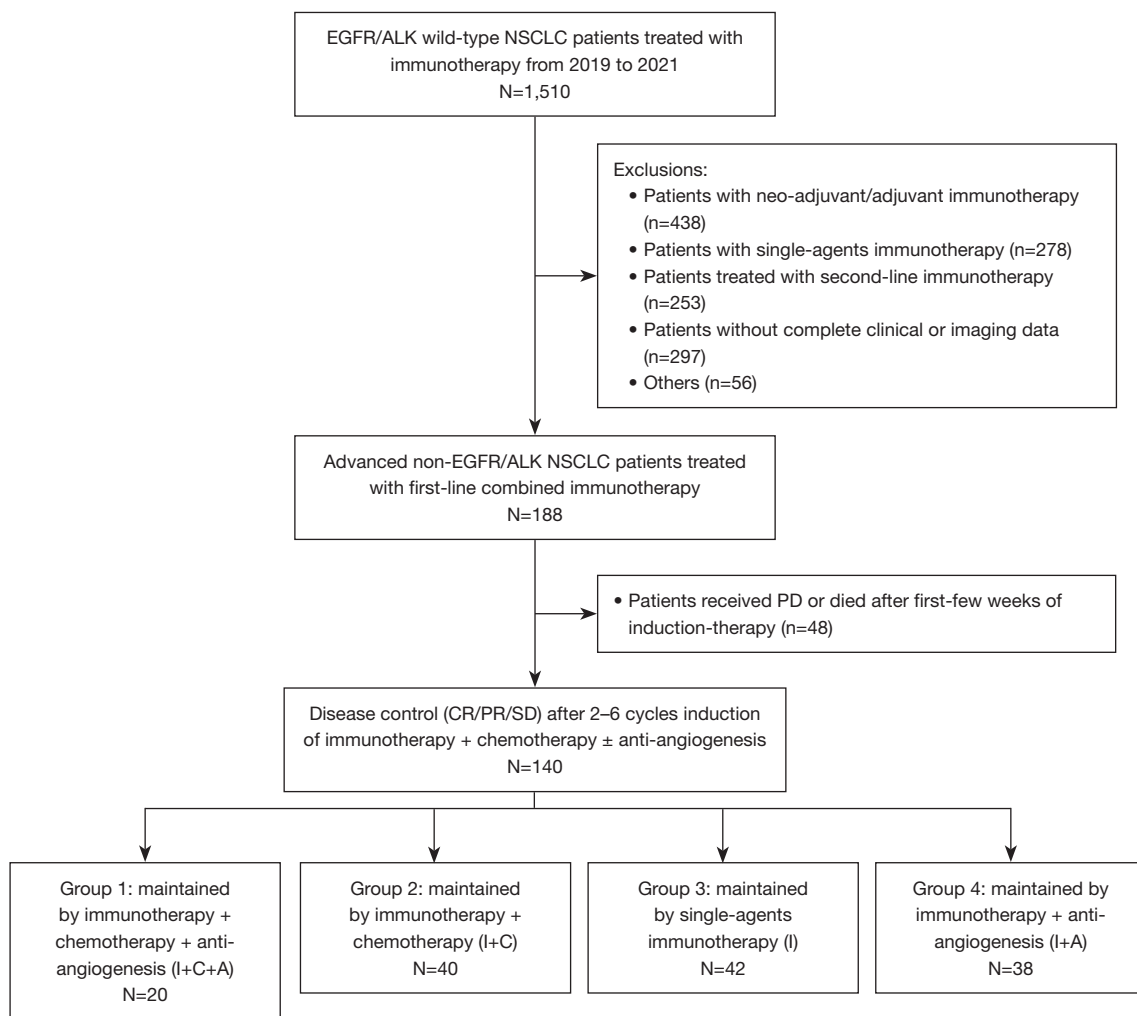 EGFR/ALK wild-type NSCLC patients treated with
immunotherapy from 2019 to 2021
N=1,510
Exclusions:
• Patients with neo-adjuvant/adjuvant immunotherapy
(n=438)
• Patients with single-agents immunotherapy (n=278)
• Patients treated with second-line immunotherapy
(n=253)
• Patients without complete clinical or imaging data
(n=297)
• Others (n=56)
Advanced non-EGFR/ALK NSCLC patients treated
with first-line combined immunotherapy
N=188
• Patients received PD or died after first-few weeks of
induction-therapy (n=48)
Disease control (CR/PR/SD) after 2–6 cycles induction
of immunotherapy + chemotherapy ± anti-angiogenesis
N=140
Group 1: maintained
by immunotherapy +
chemotherapy + anti-
angiogenesis (I+C+A)
N=20
Group 2: maintained
by immunotherapy +
chemotherapy (I+C)
N=40
Group 3: maintained
by single-agents
immunotherapy (I)
N=42
Group 4: maintained by
immunotherapy + anti-
angiogenesis (I+A)
N=38